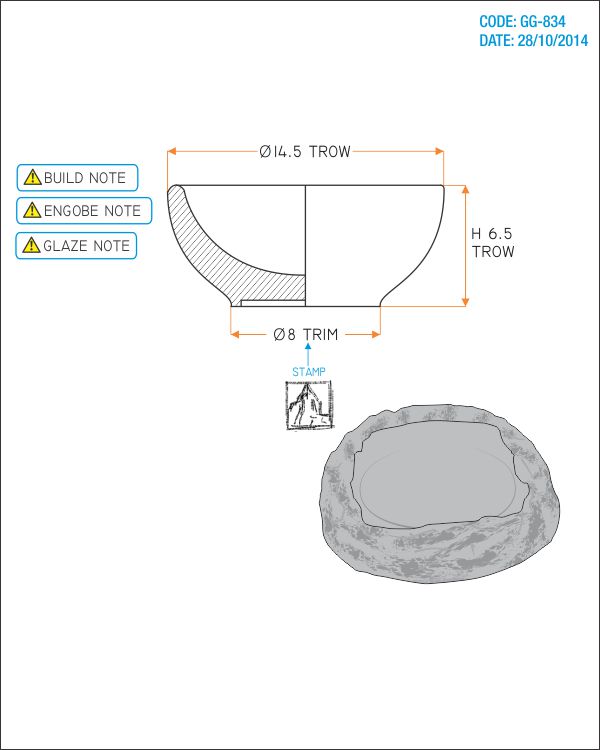 CODE: GG-834
DATE: 28/10/2014
Ø14.5 TROW
BUILD NOTE
ENGOBE NOTE
GLAZE NOTE
H 6.5
TROW
Ø8 TRIM
STAMP